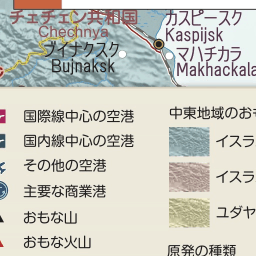 チェチェン共和国
Chechnya
カスピースク
Kaspijsk
ブイナクスク
Bujnaksk
マハチカラ
Makhackala
国際線中心の空港
国内線中心の空港
その他の空港
主要な商業港
おもな山
おもな火山
中東地域のおも
イスラ
イスラ
ユダヤ
原発の種類